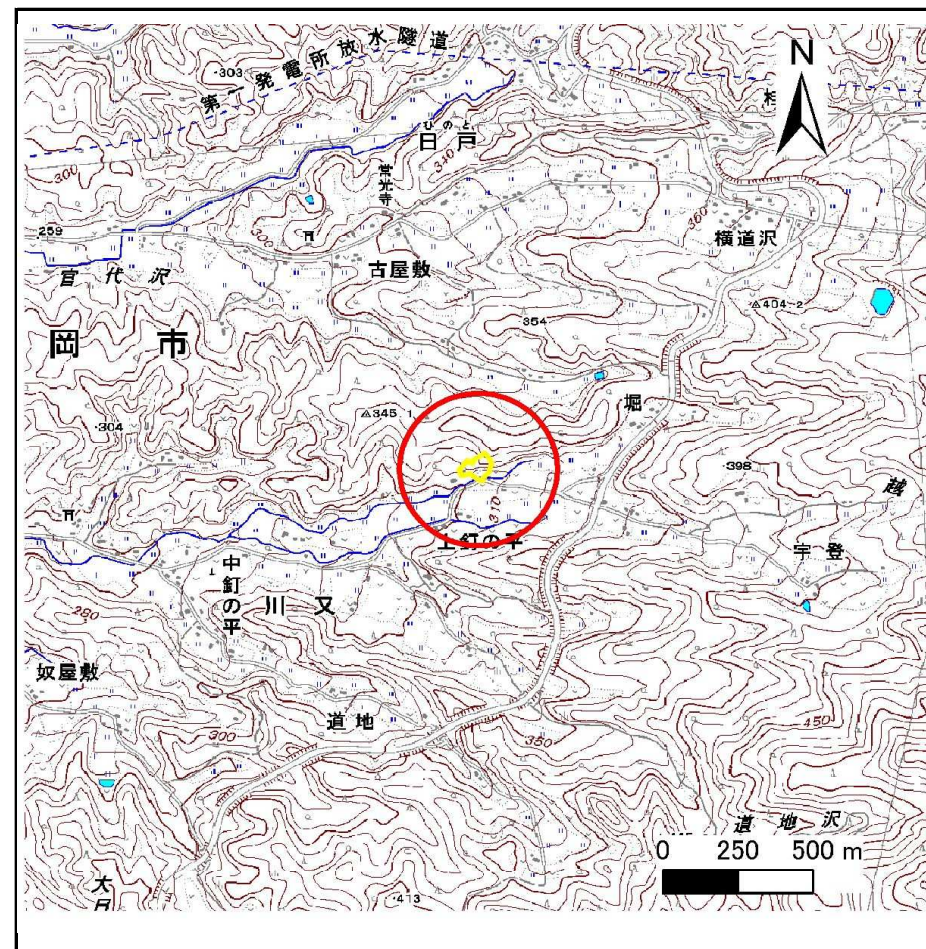 第一発電所放水隧道
N
・303
ひのと
日戸
340
300
常光寺
360
259
300
横道沢
官代沢
古屋敷
404・2
・354
岡市
345・1
堀
・304
・398
越
310
上釘の平
宇登
中釘の平
川又
280
奴屋敷
道地
450
300
350
道地沢
0 250 500 m
・413